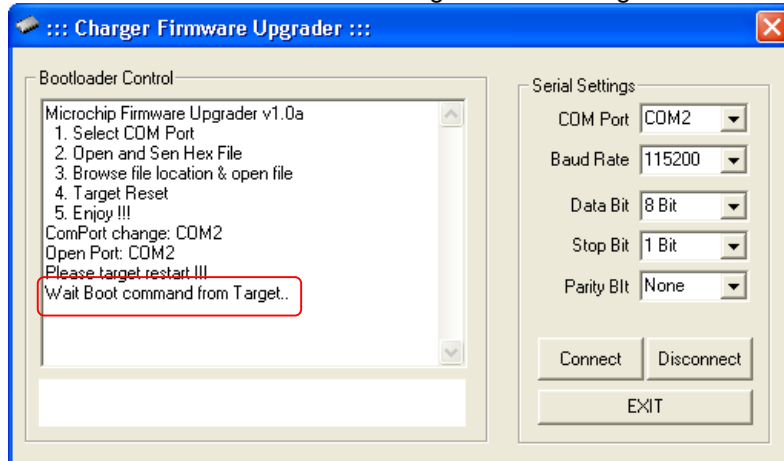 ::: Charger Firmware Upgrader :::
Bootloader Control
Microchip Firmware Upgrader v1.0a
1. Select COM Port
2. Open and Sen Hex File
3. Browse file location & open file
4. Target Reset
5. Enjoy !!!
ComPort change: COM2
Open Port: COM2
Please target restart !!!
Wait Boot command from Target..
Serial Settings
COM Port COM2
Baud Rate 115200
Data Bit 8 Bit
Stop Bit 1 Bit
Parity BIt None
Connect Disconnect
EXIT